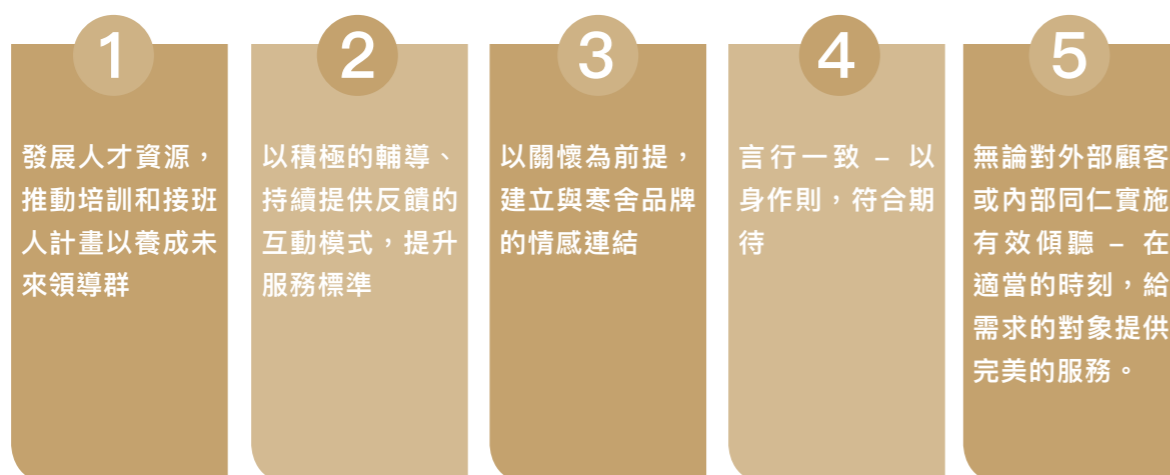 1
發展人才資源，
推動培訓和接班
人計畫以養成未
來領導群
2
以積極的輔導、
持續提供反饋的
互動模式，提升
服務標準
3
以關懷為前提，
建立與寒舍品牌
的情感連結
4
言行一致 – 以
身作則，符合期
待
5
無論對外部顧客
或內部同仁實施
有效傾聽 – 在
適當的時刻，給
需求的對象提供
完美的服務。